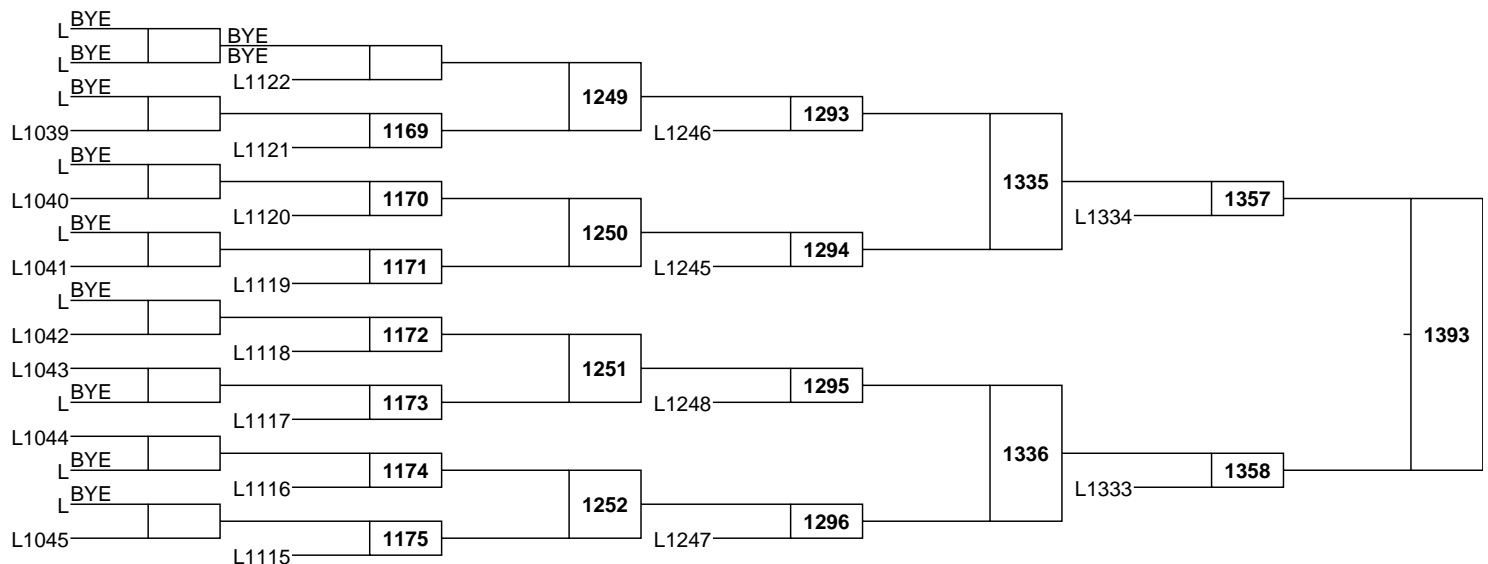 L BYE
BYE
L BYE
BYE
L1122
L BYE
1249
1293
L1039
1169
L1246
L1121
L BYE
1335
L1040
1170
1357
L1120
L1334
L BYE
1250
1294
L1041
1171
L1245
L1119
L BYE
L1042
1172
1393
L1118
L1043
1251
1295
L BYE
1173
L1248
L1117
L1044
1336
L BYE
1174
1358
L1116
L1333
L BYE
1252
1296
L1045
1175
L1247
L1115